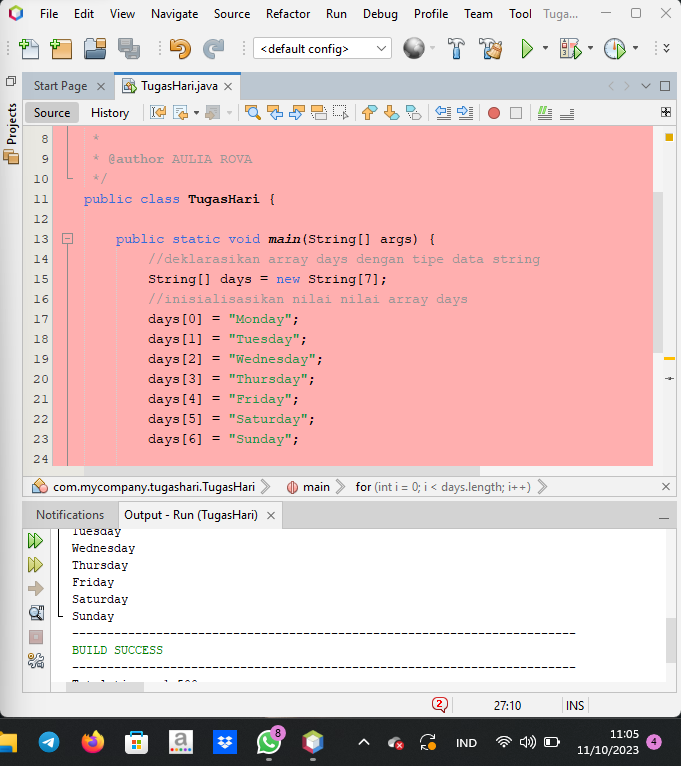 File Edit View Navigate Source Refactor Run Debug Profile Team Tool Tuga...
<default config>
Start Page TugasHari.java
Source History
Projects
8 *
9 * @author AULIA ROVA
10 */
11 public class TugasHari {
12
13 public static void main(String[] args) {
14 //deklarasikan array days dengan tipe data string
15 String[] days = new String[7];
16 //inisialisasikan nilai nilai array days
17 days[0] = "Monday";
18 days[1] = "Tuesday";
19 days[2] = "Wednesday";
20 days[3] = "Thursday";
21 days[4] = "Friday";
22 days[5] = "Saturday";
23 days[6] = "Sunday";
24
com.mycompany.tugashari.TugasHari main for (int i = 0; i < days.length; i++)
Notifications Output - Run (TugasHari)
Tuesday
Wednesday
Thursday
Friday
Saturday
Sunday
---------------------------------------------------------------
BUILD SUCCESS
---------------------------------------------------------------
2 27:10 INS
8
IND 11:05 4
11/10/2023